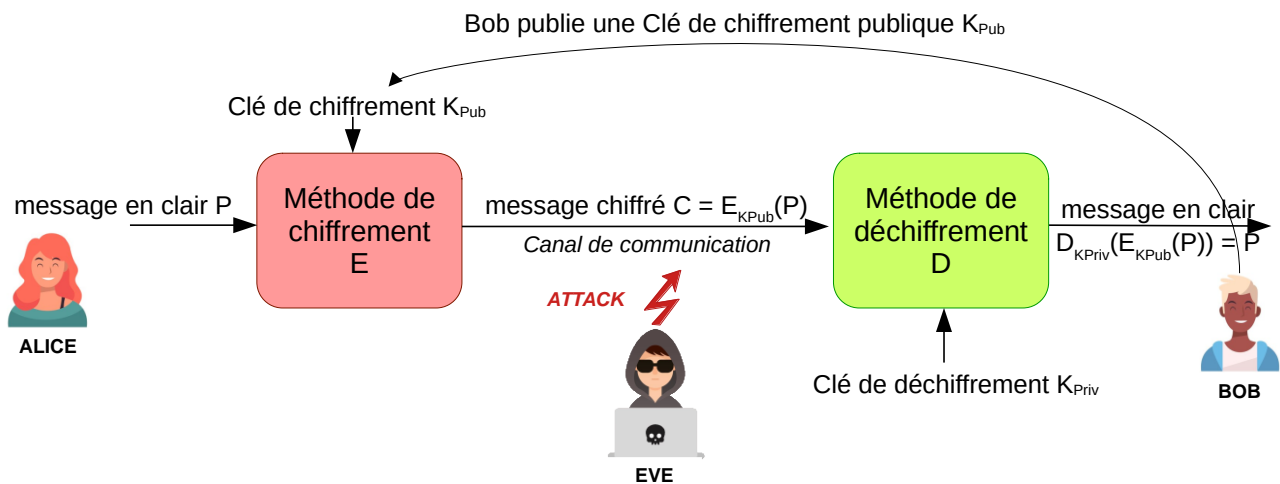 Bob publie une Clé de chiffrement publique KPub
Clé de chiffrement KPub
message en clair P
Méthode de
chiffrement
E
message chiffré C = EKPub(P)
Canal de communication
Méthode de
déchiffrement
D
message en clair
DKPriv(EKPub(P)) = P
ATTACK
ALICE
Clé de déchiffrement KPriv
BOB
EVE